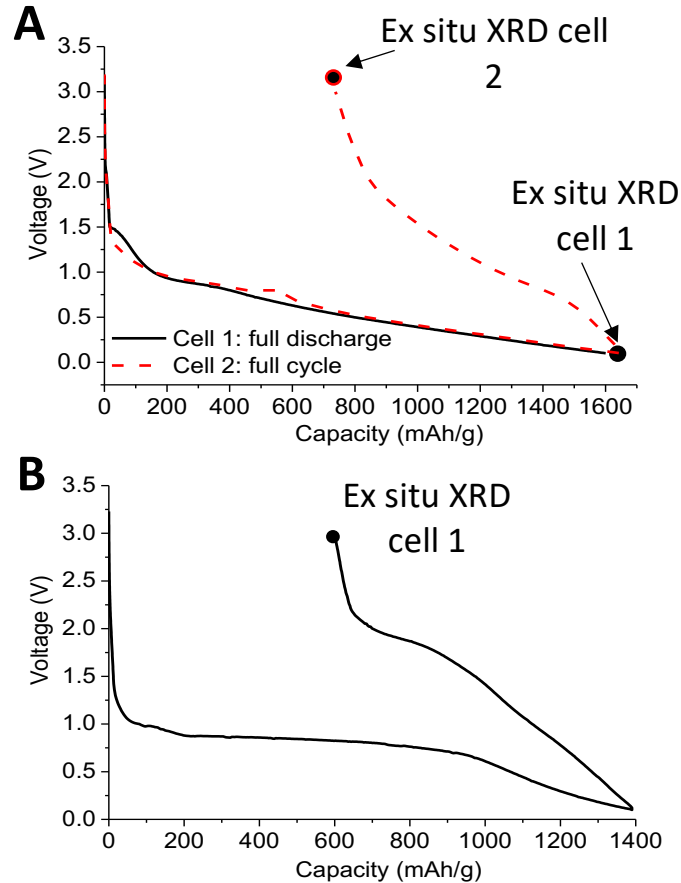 A
Ex situ XRD cell
2
3.5
3.0
2.5
2.0
1.5
1.0
0.5
0.0
Voltage (V)
Ex situ XRD
cell 1
Cell 1: full discharge
Cell 2: full cycle
0 200 400 600 800 1000 1200 1400 1600
Capacity (mAh/g)
B
Ex situ XRD
cell 1
3.5
3.0
2.5
2.0
1.5
1.0
0.5
0.0
Voltage (V)
0 200 400 600 800 1000 1200 1400
Capacity (mAh/g)